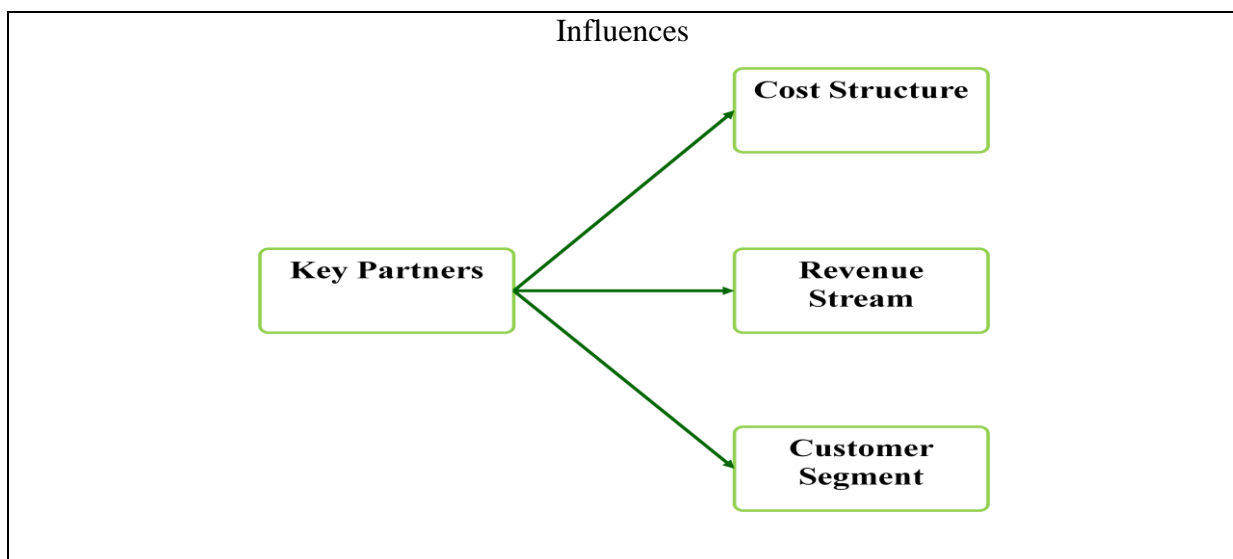 Influences
Cost Structure
Key Partners
Revenue
Stream
Customer
Segment